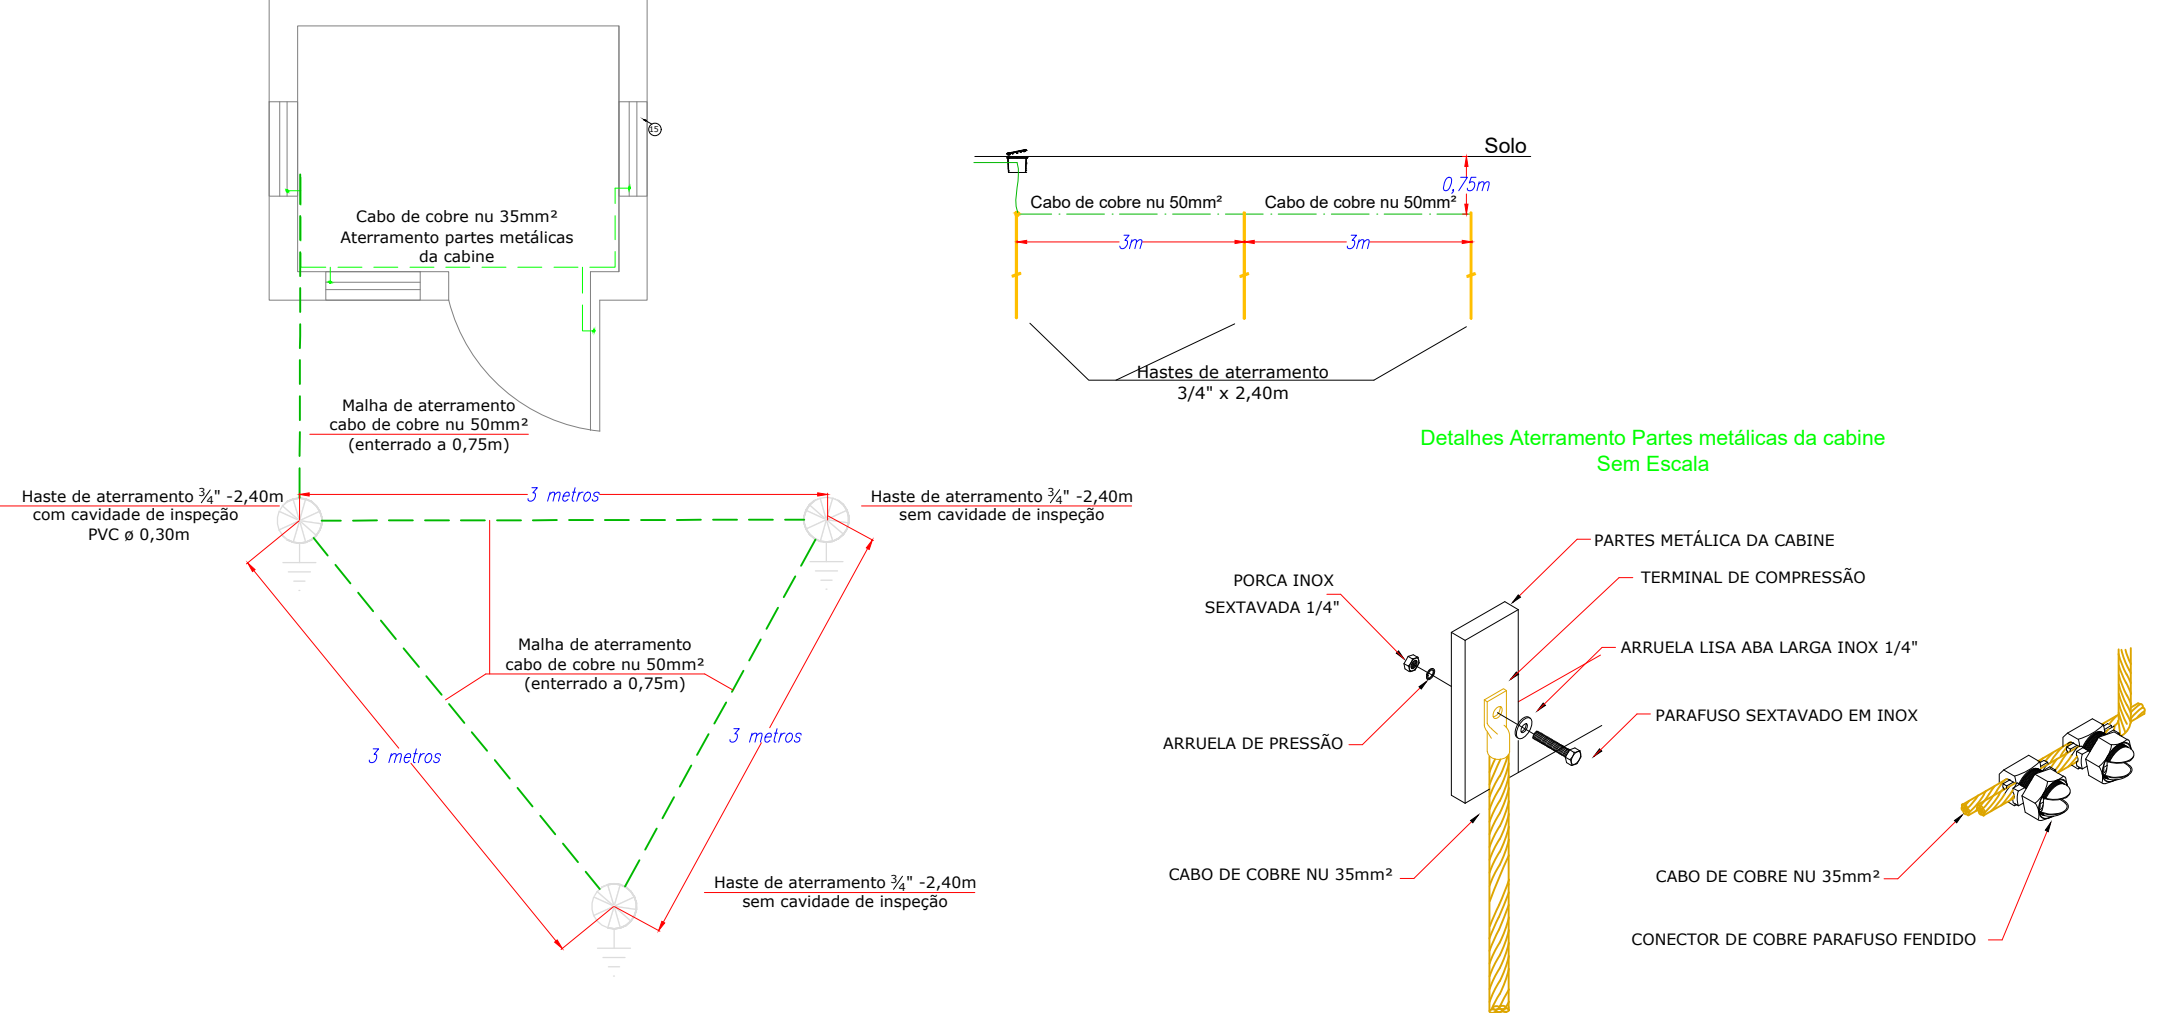 15
Cabo de cobre nu 35mm²
Aterramento partes metálicas
da cabine
Malha de aterramento
cabo de cobre nu 50mm²
(enterrado a 0,75m)
Haste de aterramento ¾" -2,40m
com cavidade de inspeção
PVC ø 0,30m
3 metros
Haste de aterramento ¾" -2,40m
sem cavidade de inspeção
Malha de aterramento
cabo de cobre nu 50mm²
(enterrado a 0,75m)
3 metros
3 metros
Haste de aterramento ¾" -2,40m
sem cavidade de inspeção
Solo
0,75m
Cabo de cobre nu 50mm²
Cabo de cobre nu 50mm²
3m
3m
Hastes de aterramento
3/4" x 2,40m
Detalhes Aterramento Partes metálicas da cabine
Sem Escala
PARTES METÁLICA DA CABINE
TERMINAL DE COMPRESSÃO
PORCA INOX
SEXTAVADA 1/4"
ARRUELA LISA ABA LARGA INOX 1/4"
PARAFUSO SEXTAVADO EM INOX
ARRUELA DE PRESSÃO
CABO DE COBRE NU 35mm²
CABO DE COBRE NU 35mm²
CONECTOR DE COBRE PARAFUSO FENDIDO